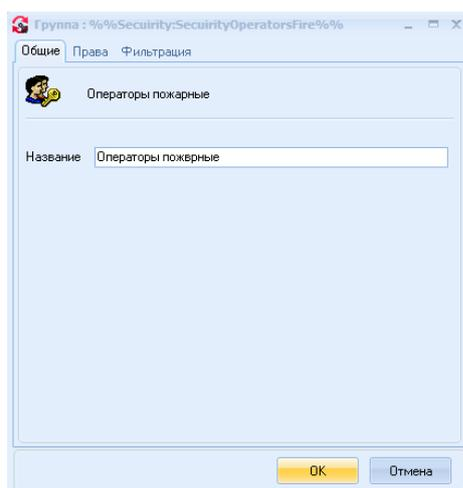 Группа : %%Secuirity:SecuirityOperatorsFire%%
Общие Права Фильтрация
Операторы пожарные
Название Операторы пожврные
OK Отмена